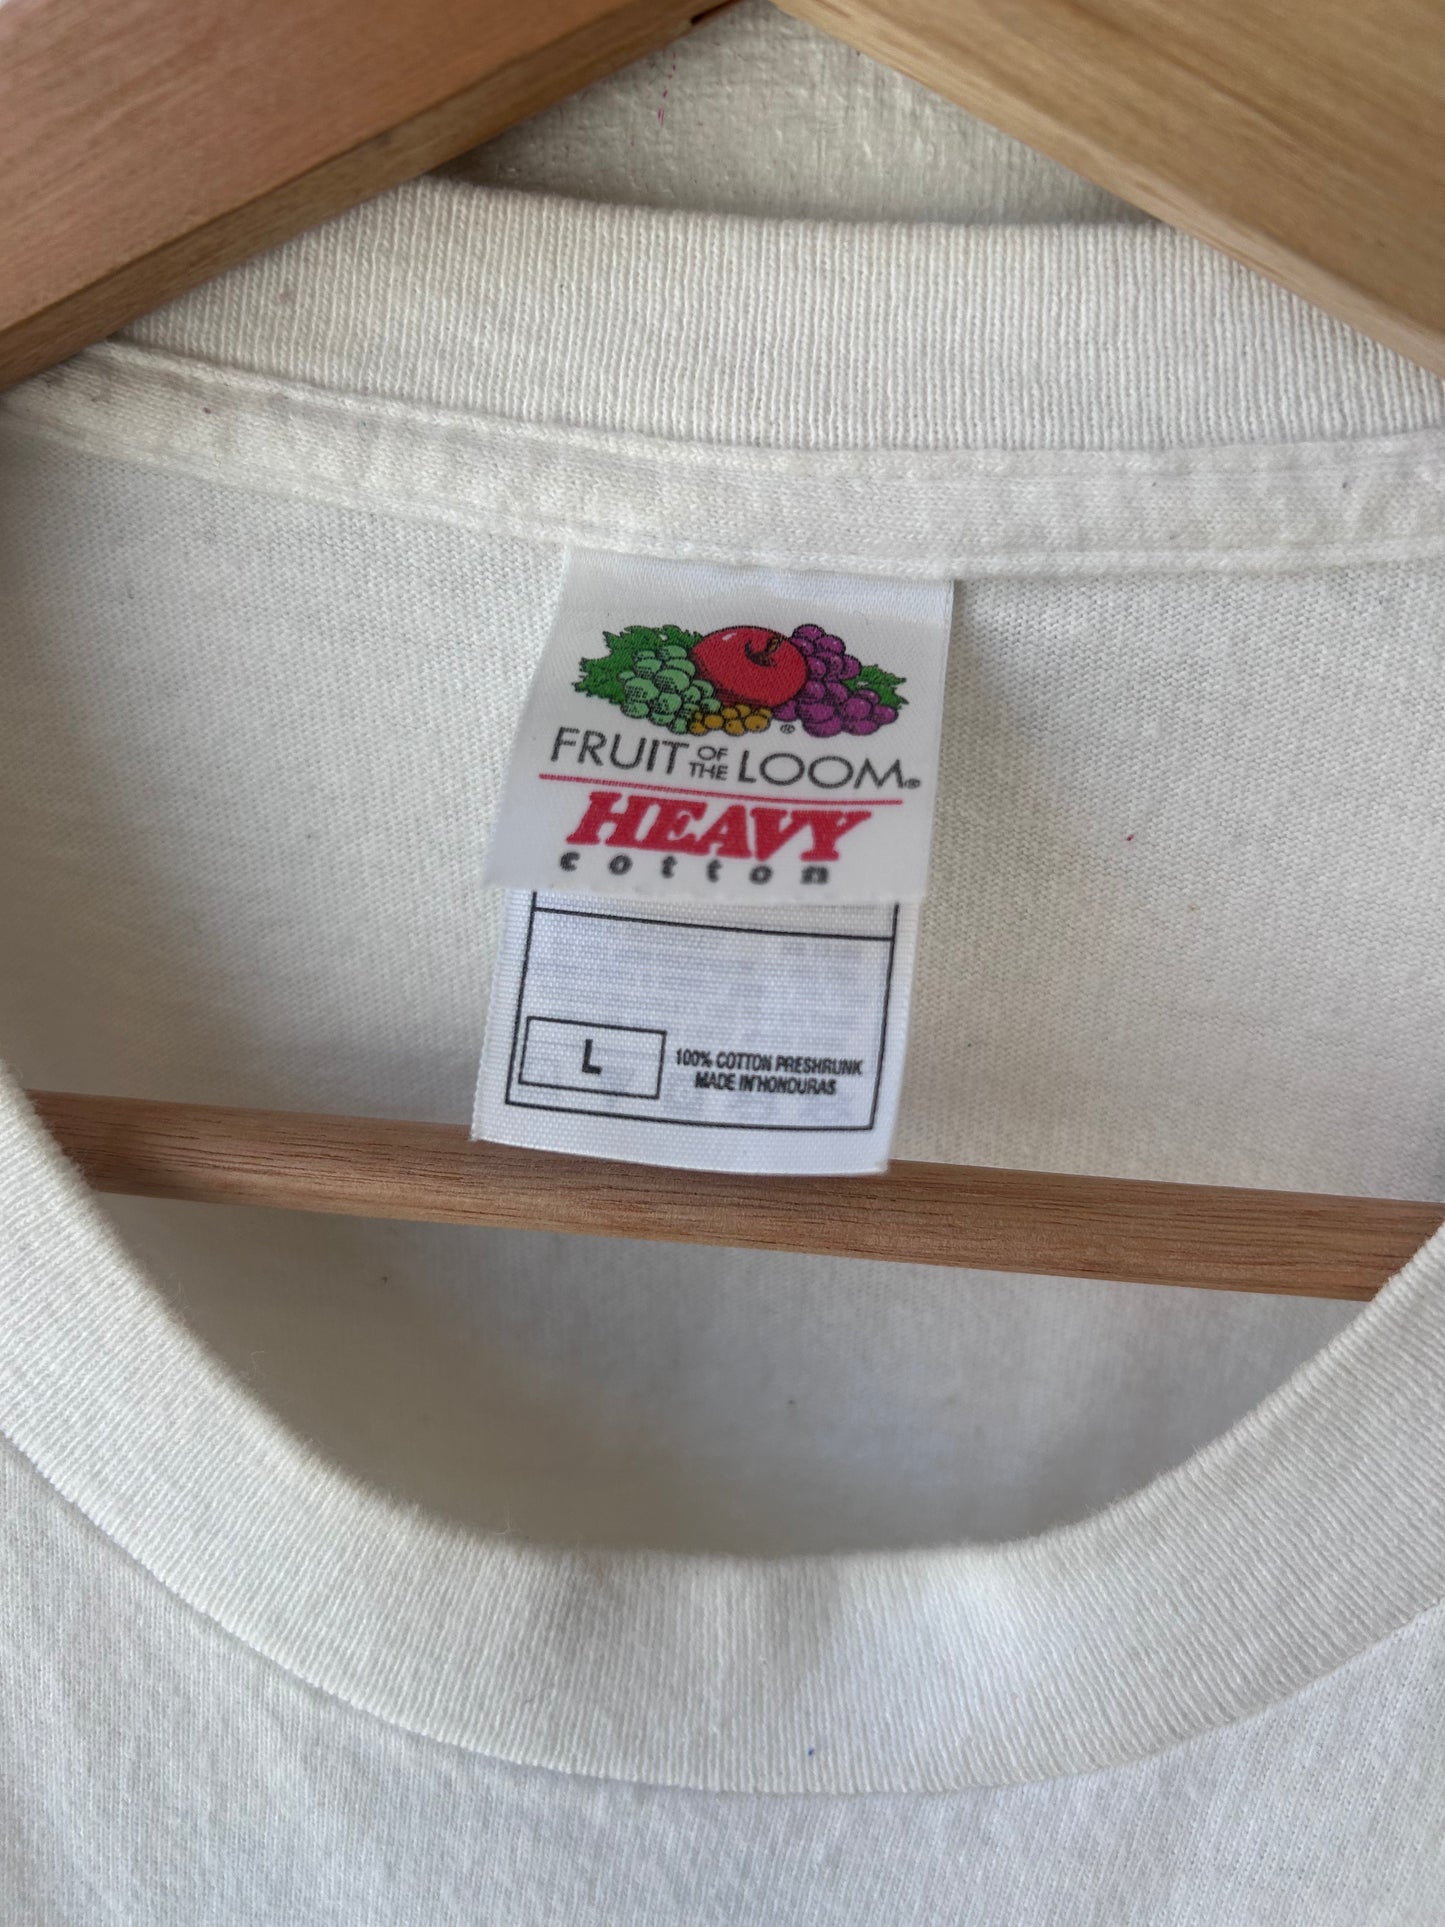 FRUIT OF THE LOOM®
HEAVY
cotton
L
100% COTTON PRESHRUNK
MADE IN HONDURAS